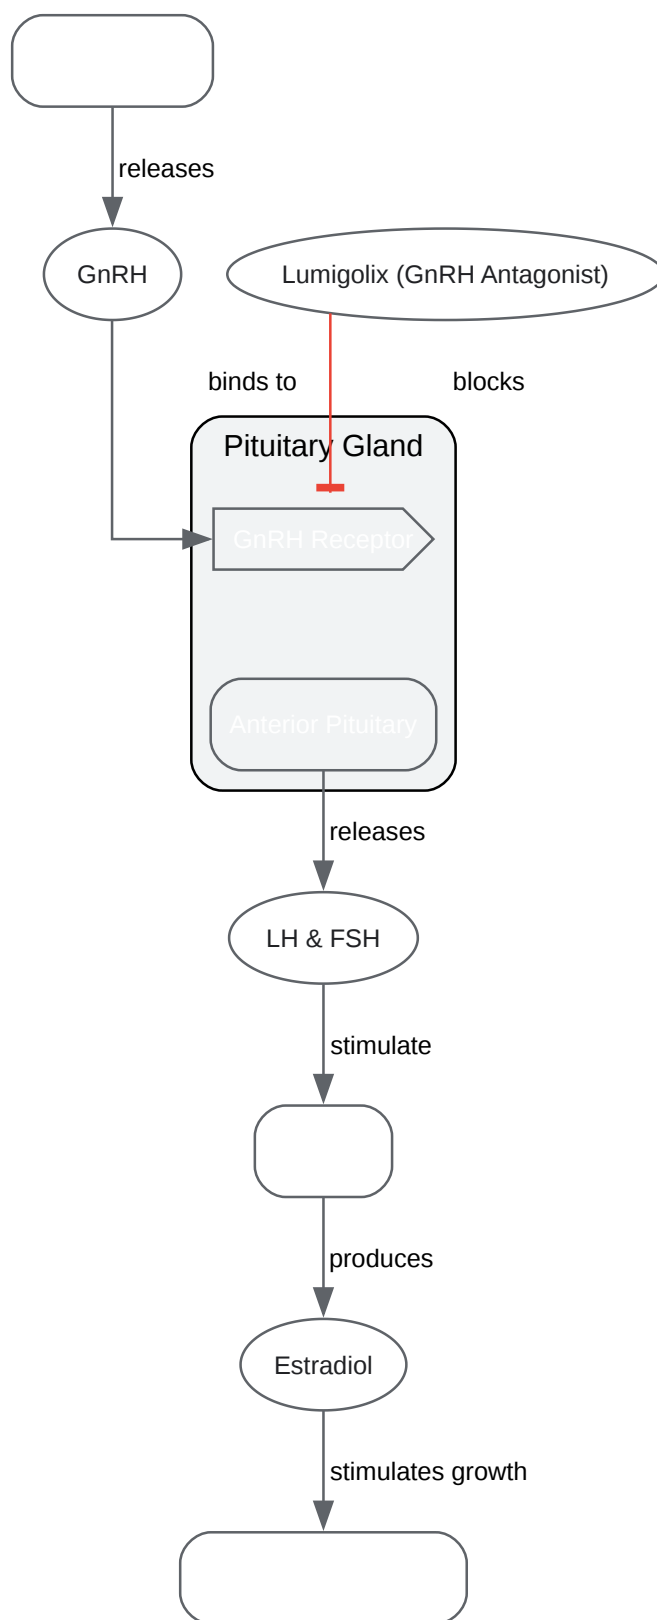 releases
GnRH
Lumigolix (GnRH Antagonist)
binds to
blocks
Pituitary Gland
GnRH Receptor
Anterior Pituitary
releases
LH & FSH
stimulate
produces
Estradiol
stimulates growth